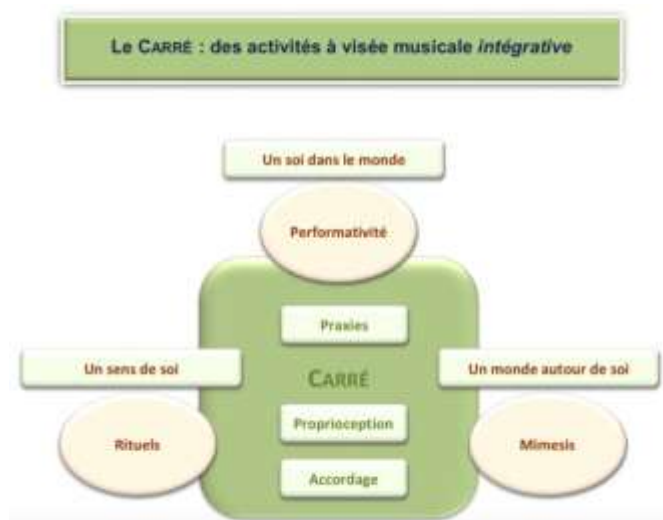 Le CARRÉ : des activités à visée musicale intégrative
Un soi dans le monde
Performativité
Praxies
Un sens de soi
CARRÉ
Un monde autour de soi
Proprioception
Rituels
Mimesis
Accordage